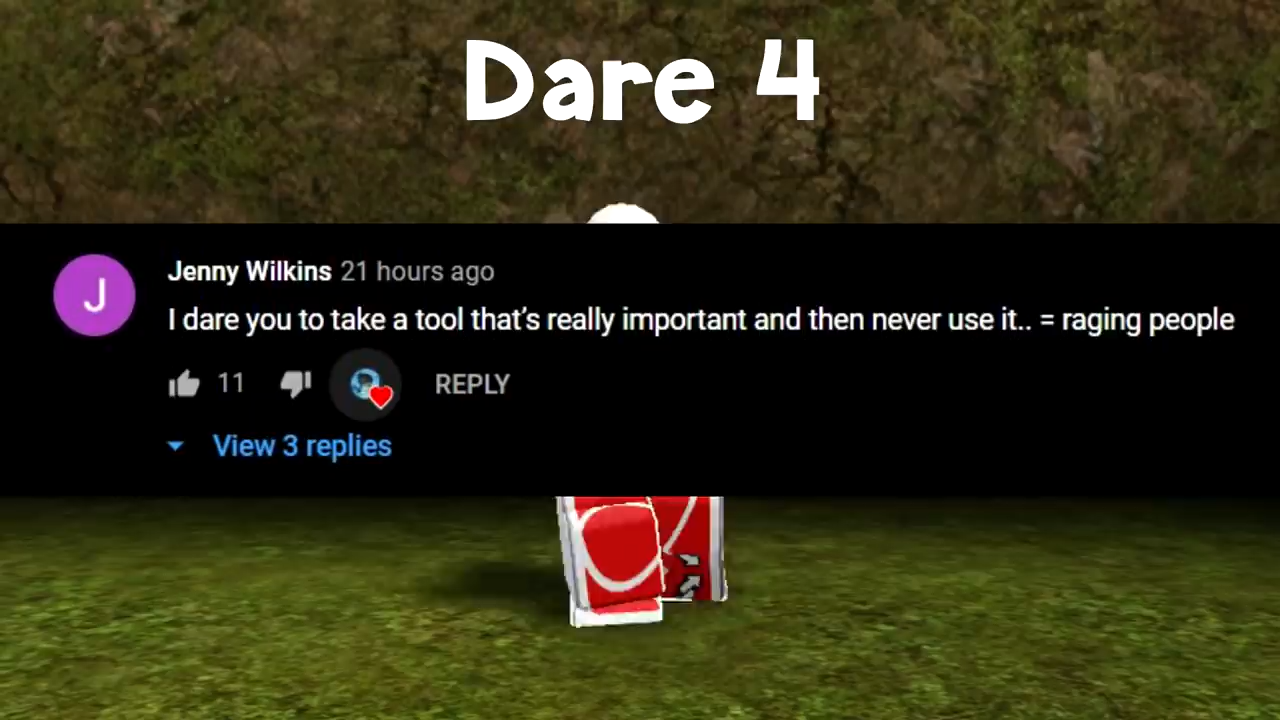 Dare 4
J
Jenny Wilkins 21 hours ago
I dare you to take a tool that's really important and then never use it.. = raging people
11 REPLY
View 3 replies